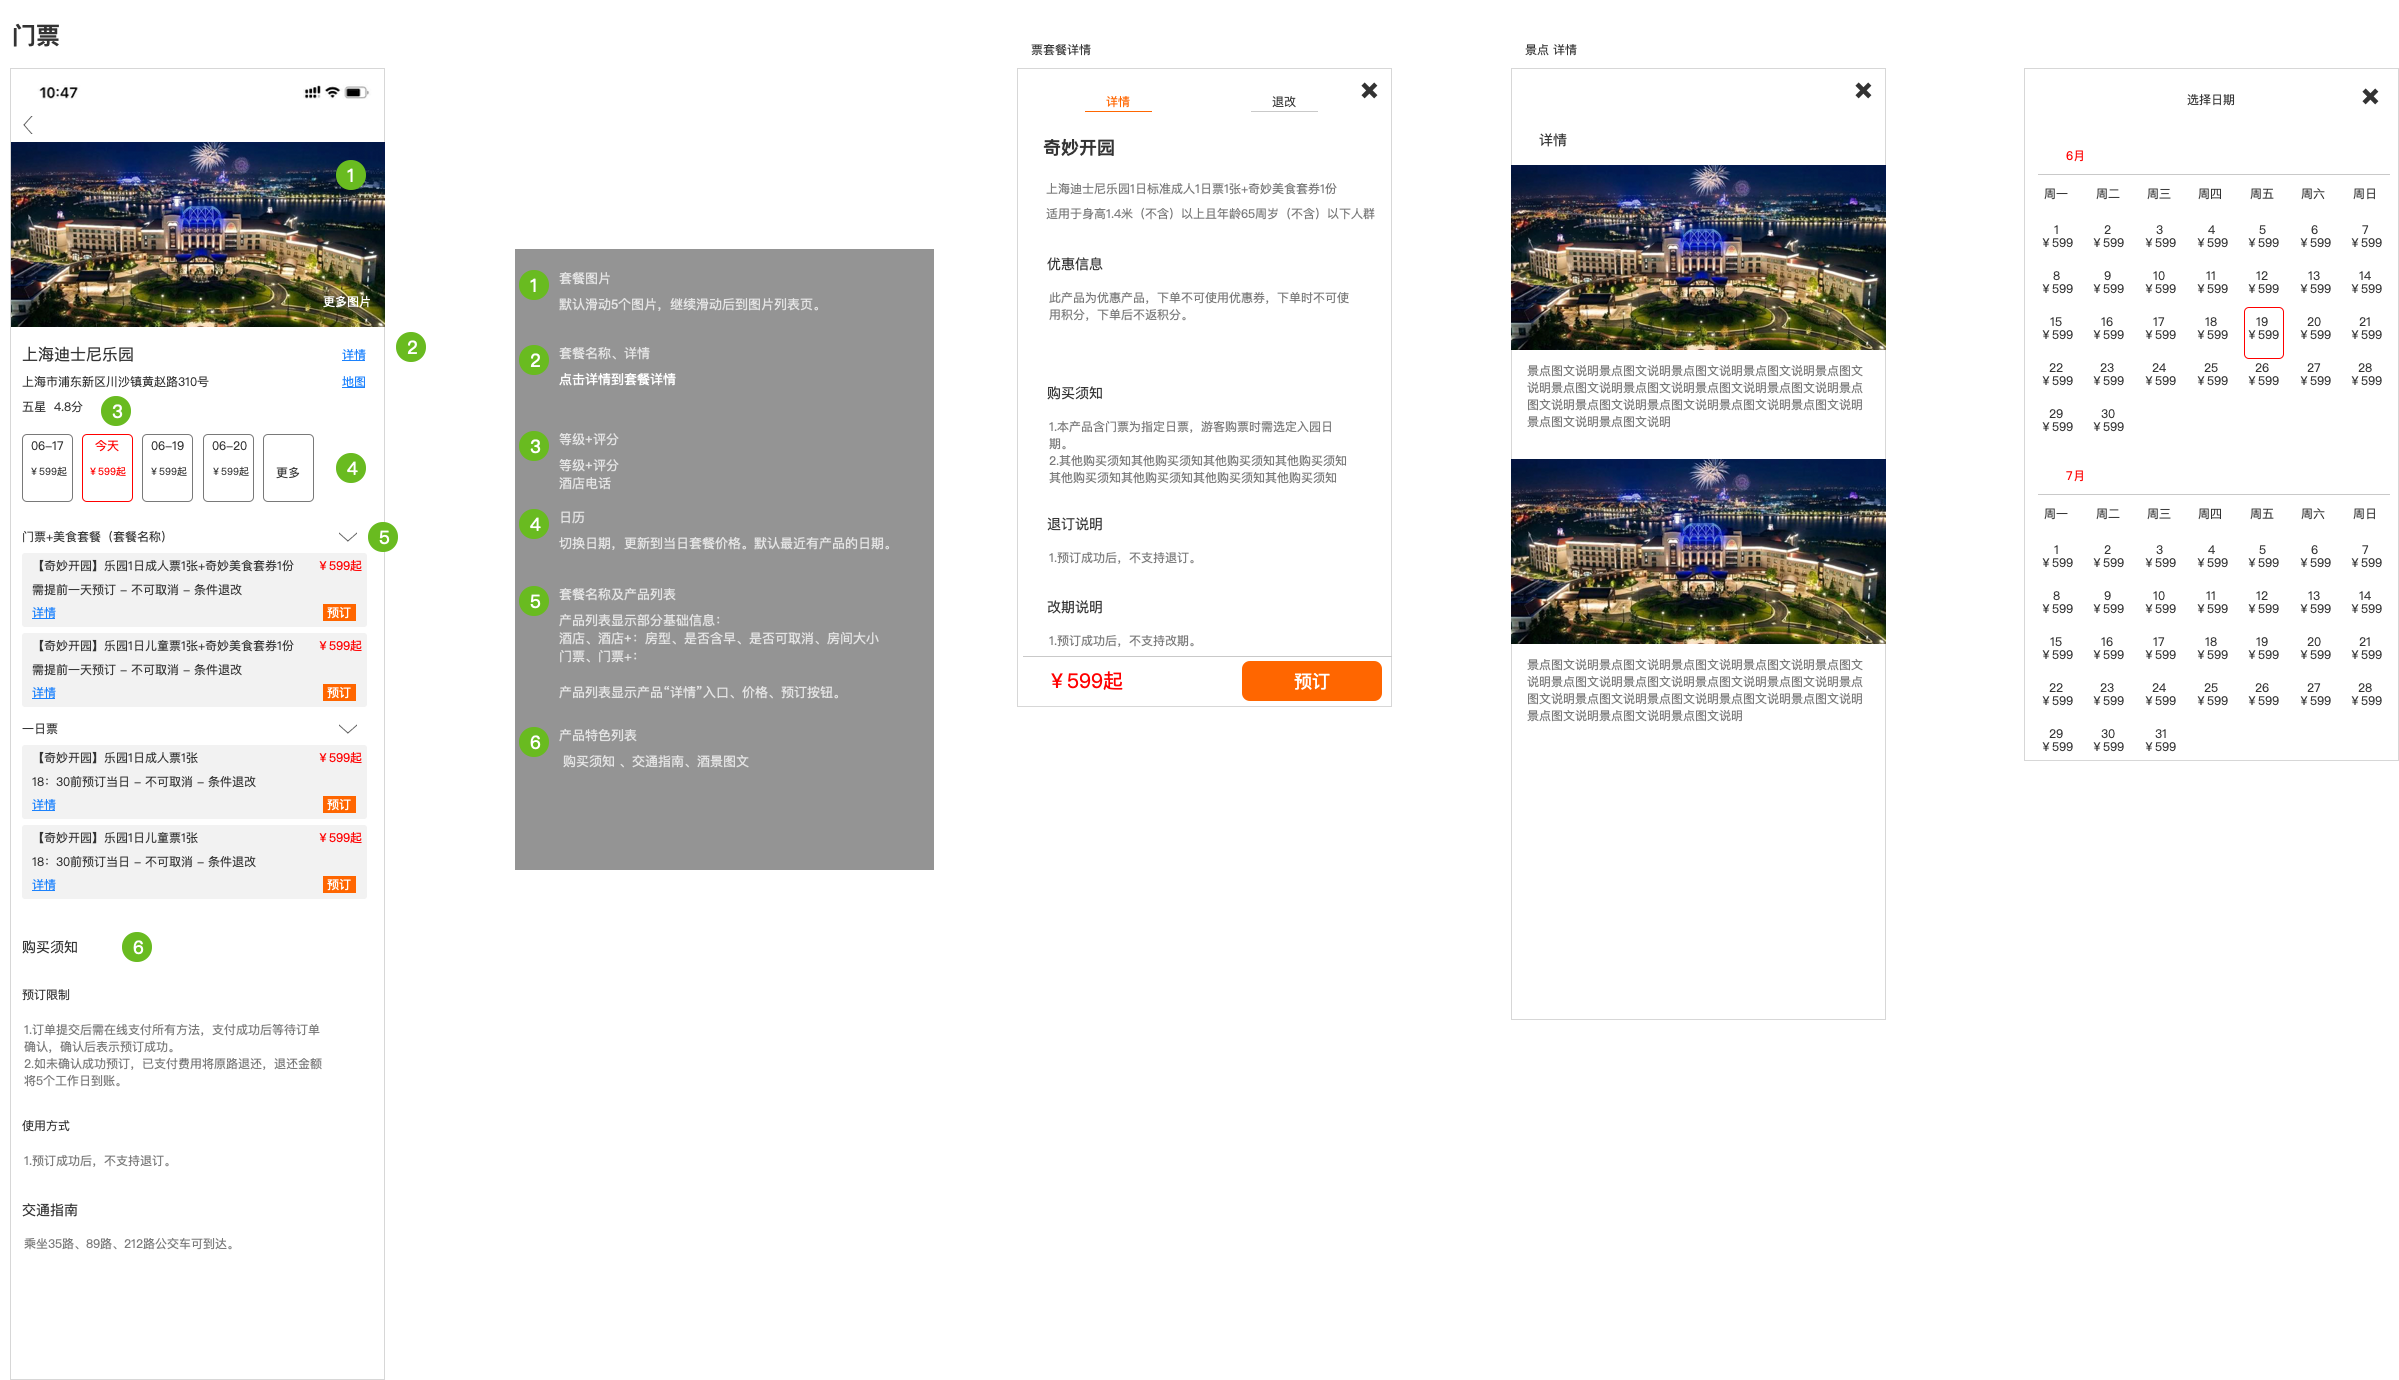 门票
10:47
1
更多图片
上海迪士尼乐园
详情
2
上海市浦东新区川沙镇黄赵路310号
地图
五星 4.8分
3
06-17
¥599起
今天
¥599起
06-19
¥599起
06-20
¥599起
更多
4
门票+美食套餐（套餐名称）
5
【奇妙开园】乐园1日成人票1张+奇妙美食套券1份
¥599起
需提前一天预订 - 不可取消 - 条件退改
详情
预订
【奇妙开园】乐园1日儿童票1张+奇妙美食套券1份
¥599起
需提前一天预订 - 不可取消 - 条件退改
详情
预订
一日票
【奇妙开园】乐园1日成人票1张
¥599起
18：30前预订当日 - 不可取消 - 条件退改
详情
预订
【奇妙开园】乐园1日儿童票1张
¥599起
18：30前预订当日 - 不可取消 - 条件退改
详情
预订
购买须知
6
预订限制
1.订单提交后需在线支付所有方法，支付成功后等待订单
确认，确认后表示预订成功。
2.如未确认成功预订，已支付费用将原路退还，退还金额
将5个工作日到账。
使用方式
1.预订成功后，不支持退订。
交通指南
乘坐35路、89路、212路公交车可到达。
1
套餐图片
默认滑动5个图片，继续滑动后到图片列表页。
2
套餐名称、详情
点击详情到套餐详情
3
等级+评分
等级+评分
酒店电话
4
日历
切换日期，更新到当日套餐价格。默认最近有产品的日期。
5
套餐名称及产品列表
产品列表显示部分基础信息：
酒店、酒店+：房型、是否含早、是否可取消、房间大小
门票、门票+：
产品列表显示产品“详情”入口、价格、预订按钮。
6
产品特色列表
购买须知 、交通指南、酒景图文
票套餐详情
详情
退改
奇妙开园
上海迪士尼乐园1日标准成人1日票1张+奇妙美食套券1份
适用于身高1.4米（不含）以上且年龄65周岁（不含）以下人群
优惠信息
此产品为优惠产品，下单不可使用优惠券，下单时不可使
用积分，下单后不返积分。
购买须知
1.本产品含门票为指定日票，游客购票时需选定入园日
期。
2.其他购买须知其他购买须知其他购买须知其他购买须知
其他购买须知其他购买须知其他购买须知其他购买须知
退订说明
1.预订成功后，不支持退订。
改期说明
1.预订成功后，不支持改期。
¥599起
预订
景点 详情
详情
景点图文说明景点图文说明景点图文说明景点图文说明景点图文
说明景点图文说明景点图文说明景点图文说明景点图文说明景点
图文说明景点图文说明景点图文说明景点图文说明景点图文说明
景点图文说明景点图文说明
景点图文说明景点图文说明景点图文说明景点图文说明景点图文
说明景点图文说明景点图文说明景点图文说明景点图文说明景点
图文说明景点图文说明景点图文说明景点图文说明景点图文说明
景点图文说明景点图文说明景点图文说明
选择日期
6月
周一 周二 周三 周四 周五 周六 周日
1 2 3 4 5 6 7
¥599 ¥599 ¥599 ¥599 ¥599 ¥599 ¥599
8 9 10 11 12 13 14
¥599 ¥599 ¥599 ¥599 ¥599 ¥599 ¥599
15 16 17 18 19 20 21
¥599 ¥599 ¥599 ¥599 ¥599 ¥599 ¥599
22 23 24 25 26 27 28
¥599 ¥599 ¥599 ¥599 ¥599 ¥599 ¥599
29 30
¥599 ¥599
7月
周一 周二 周三 周四 周五 周六 周日
1 2 3 4 5 6 7
¥599 ¥599 ¥599 ¥599 ¥599 ¥599 ¥599
8 9 10 11 12 13 14
¥599 ¥599 ¥599 ¥599 ¥599 ¥599 ¥599
15 16 17 18 19 20 21
¥599 ¥599 ¥599 ¥599 ¥599 ¥599 ¥599
22 23 24 25 26 27 28
¥599 ¥599 ¥599 ¥599 ¥599 ¥599 ¥599
29 30 31
¥599 ¥599 ¥599